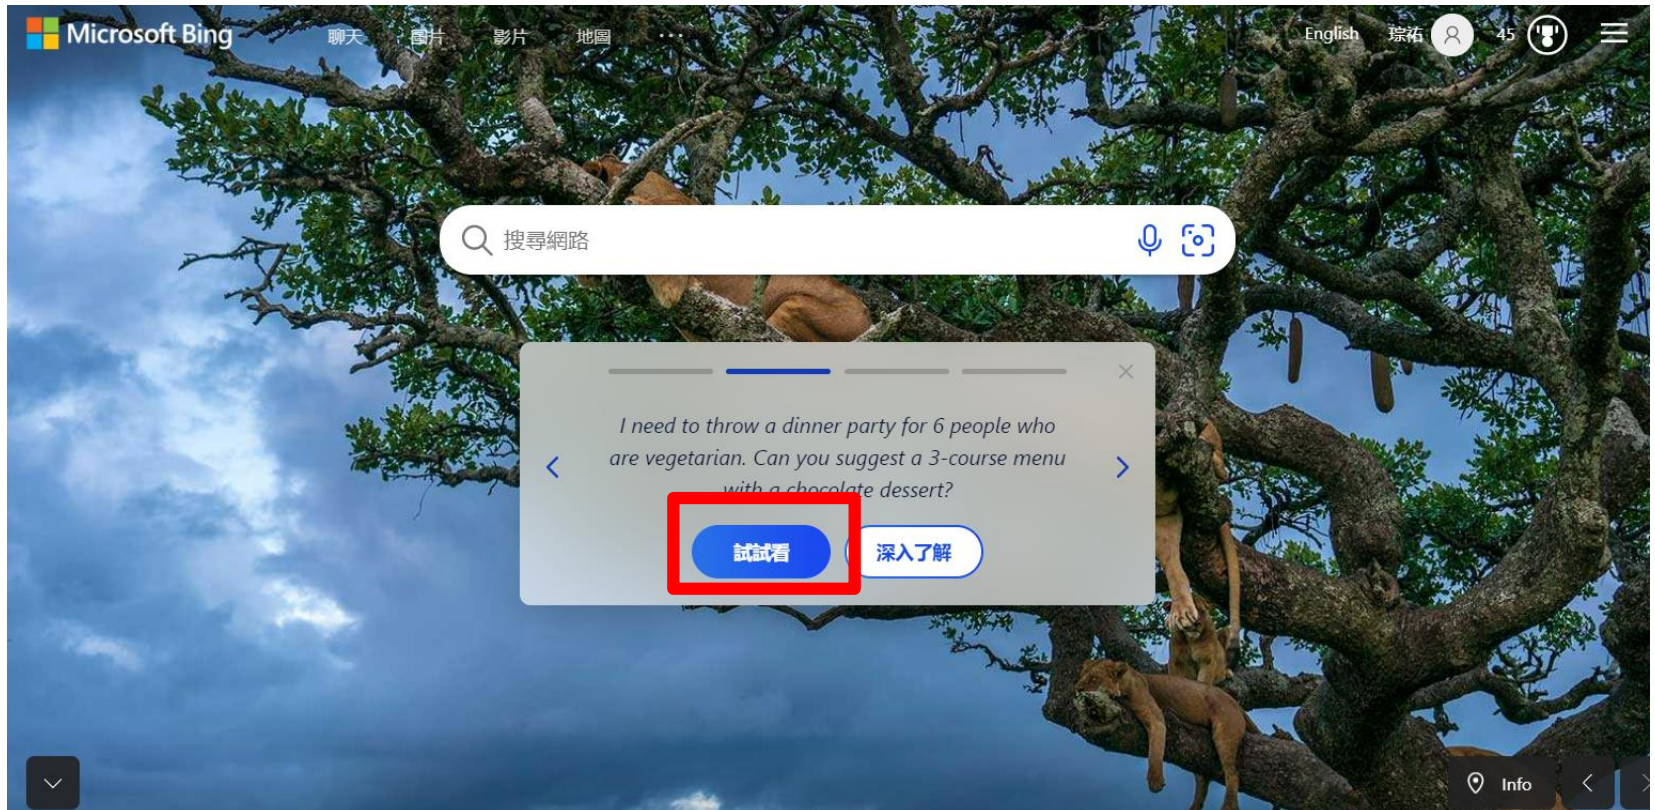 Microsoft Bing 聊天 圖片 影片 地圖 ··· English 琮祐 45
搜尋網路
I need to throw a dinner party for 6 people who
are vegetarian. Can you suggest a 3-course menu
with a chocolate dessert?
試試看 深入了解
Info